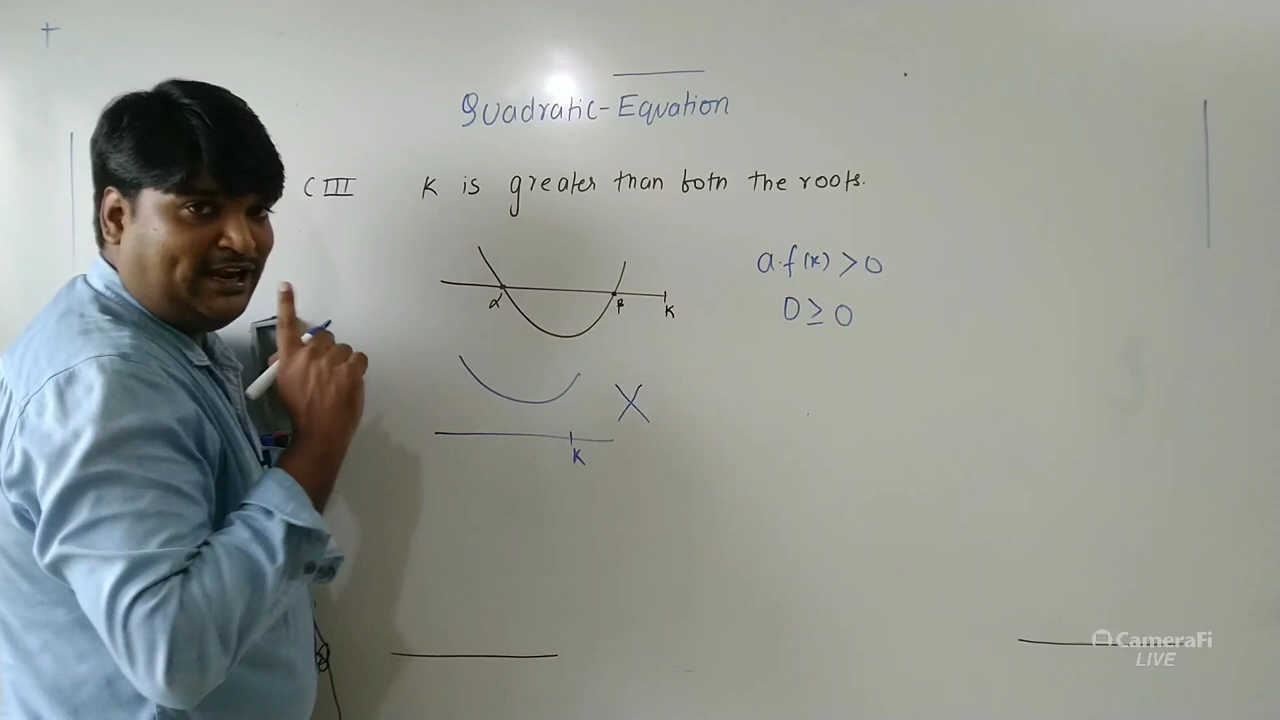 Quadratic-Equation
C III K is greater than both the roots.
a.f(k) > 0
D ≥ 0
α β K
K
CameraFi
LIVE